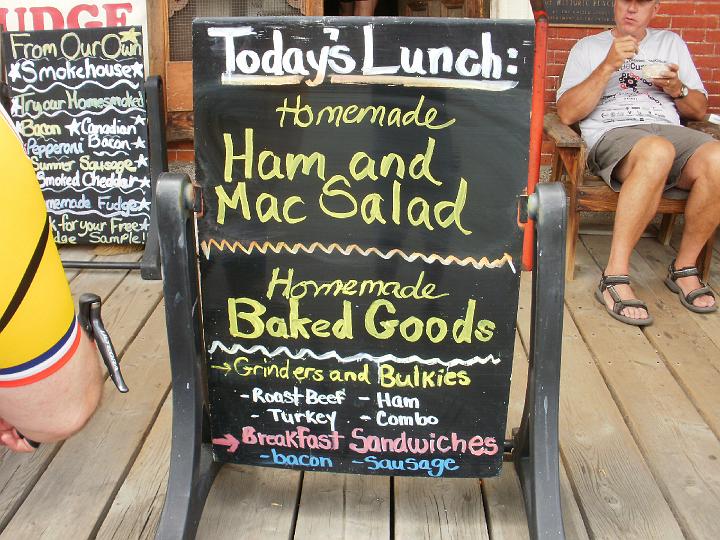 UDGE
From Our Own
Smokehouse
Try our Homesmoked
Bacon Canadian
Pepperoni Bacon
Summer Sausage
Smoked Cheddar
Homemade Fudge
for your Free
Sample!
Today's Lunch:
Homemade
Ham and
Mac Salad
Homemade
Baked Goods
Grinders and Bulkies
- Roast Beef - Ham
- Turkey - Combo
Breakfast Sandwiches
- bacon - sausage